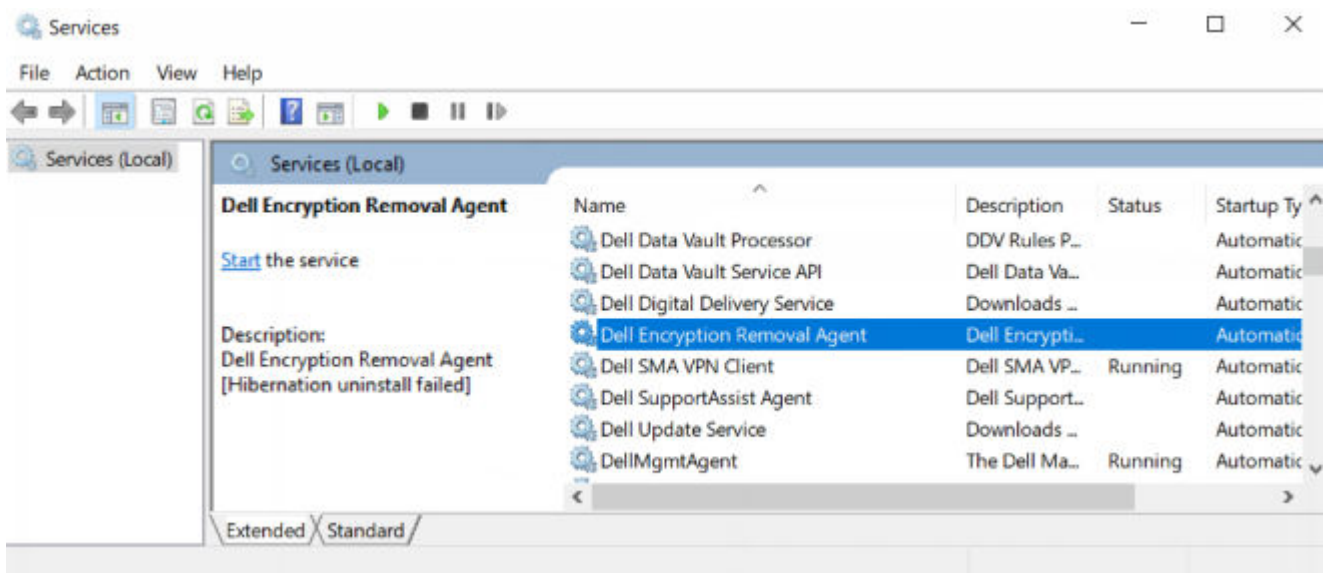 Services
File Action View Help
Services (Local)
Services (Local)
Dell Encryption Removal Agent
Start the service
Description:
Dell Encryption Removal Agent
[Hibernation uninstall failed]
Name Description Status Startup Ty
Dell Data Vault Processor DDV Rules P... Automatic
Dell Data Vault Service API Dell Data Va... Automatic
Dell Digital Delivery Service Downloads ... Automatic
Dell Encryption Removal Agent Dell Encrypti... Automatic
Dell SMA VPN Client Dell SMA VP... Running Automatic
Dell SupportAssist Agent Dell Support... Automatic
Dell Update Service Downloads ... Automatic
DellMgmtAgent The Dell Ma... Running Automatic
Extended Standard